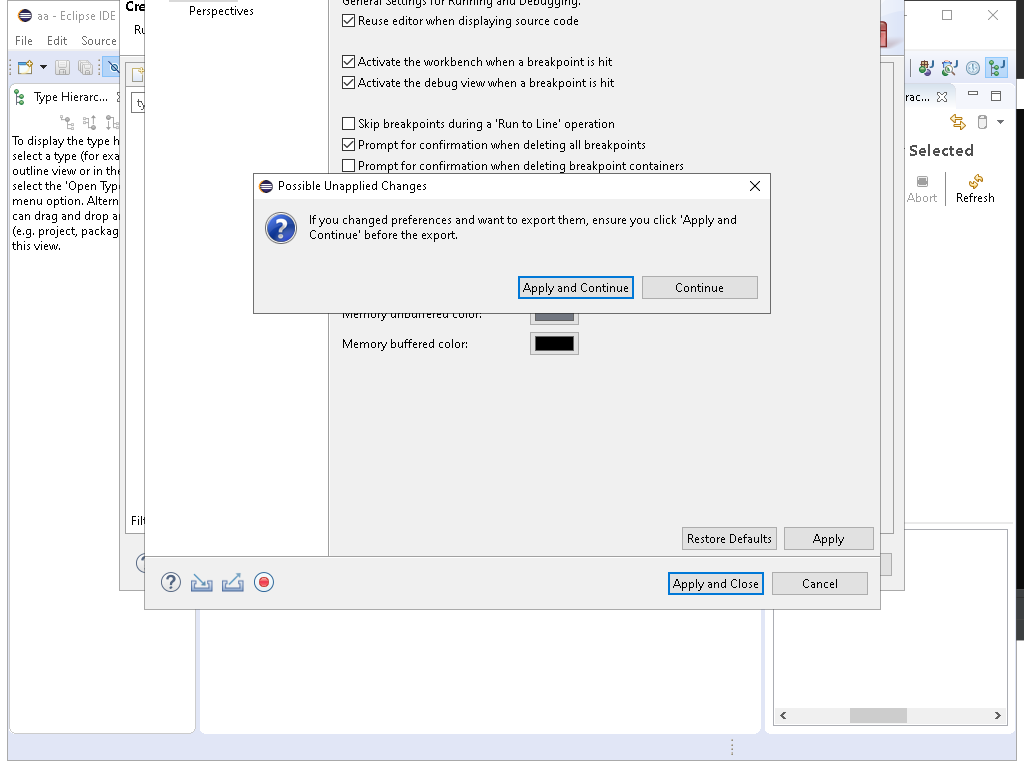 aa - Eclipse IDE
File Edit Source
Cre
Type Hierarc...
To display the type h
select a type (for exa
outline view or in the
select the 'Open Type
menu option. Altern
can drag and drop a
(e.g. project, packag
this view.
Filt
Perspectives
General Settings for Running and Debugging.
Reuse editor when displaying source code
Activate the workbench when a breakpoint is hit
Activate the debug view when a breakpoint is hit
Skip breakpoints during a 'Run to Line' operation
Prompt for confirmation when deleting all breakpoints
Prompt for confirmation when deleting breakpoint containers
Possible Unapplied Changes
If you changed preferences and want to export them, ensure you click 'Apply and
Continue' before the export.
Apply and Continue Continue
Memory unbuffered color:
Memory buffered color:
Restore Defaults Apply
Apply and Close Cancel
rac...
Selected
Abort Refresh